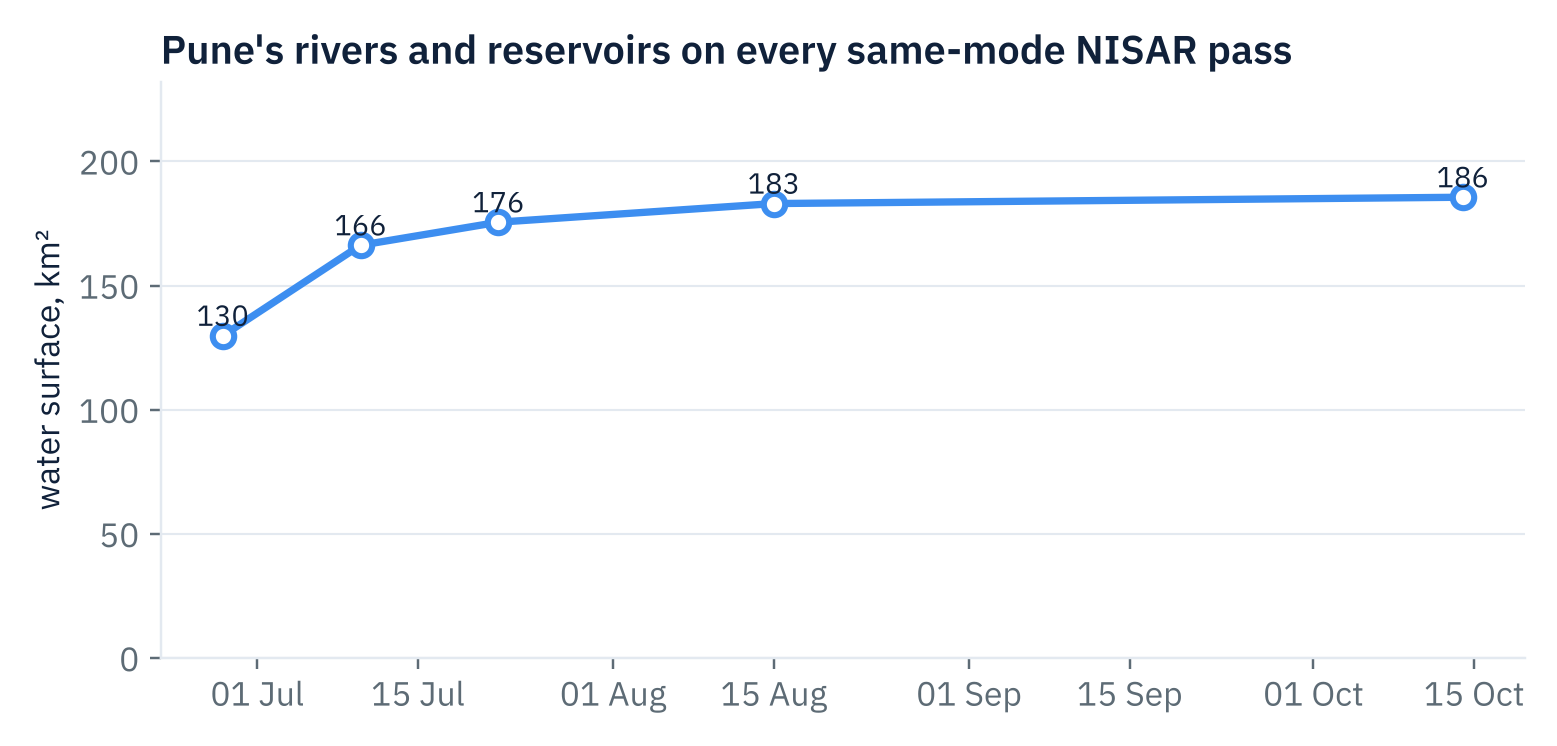 Pune's rivers and reservoirs on every same-mode NISAR pass
water surface, km²
200
150
100
50
0
130
166
176
183
186
01 Jul
15 Jul
01 Aug
15 Aug
01 Sep
15 Sep
01 Oct
15 Oct